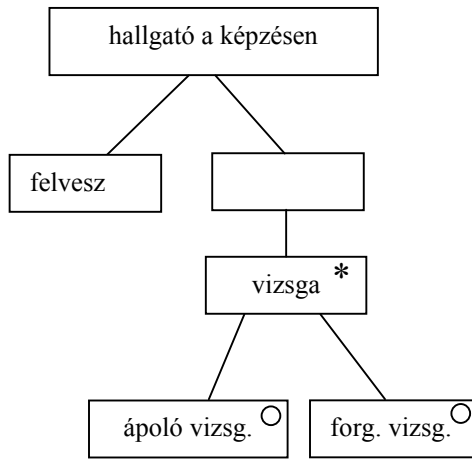 hallgató a képzésen
felvesz
vizsga *
ápoló vizsg.
forg. vizsg.